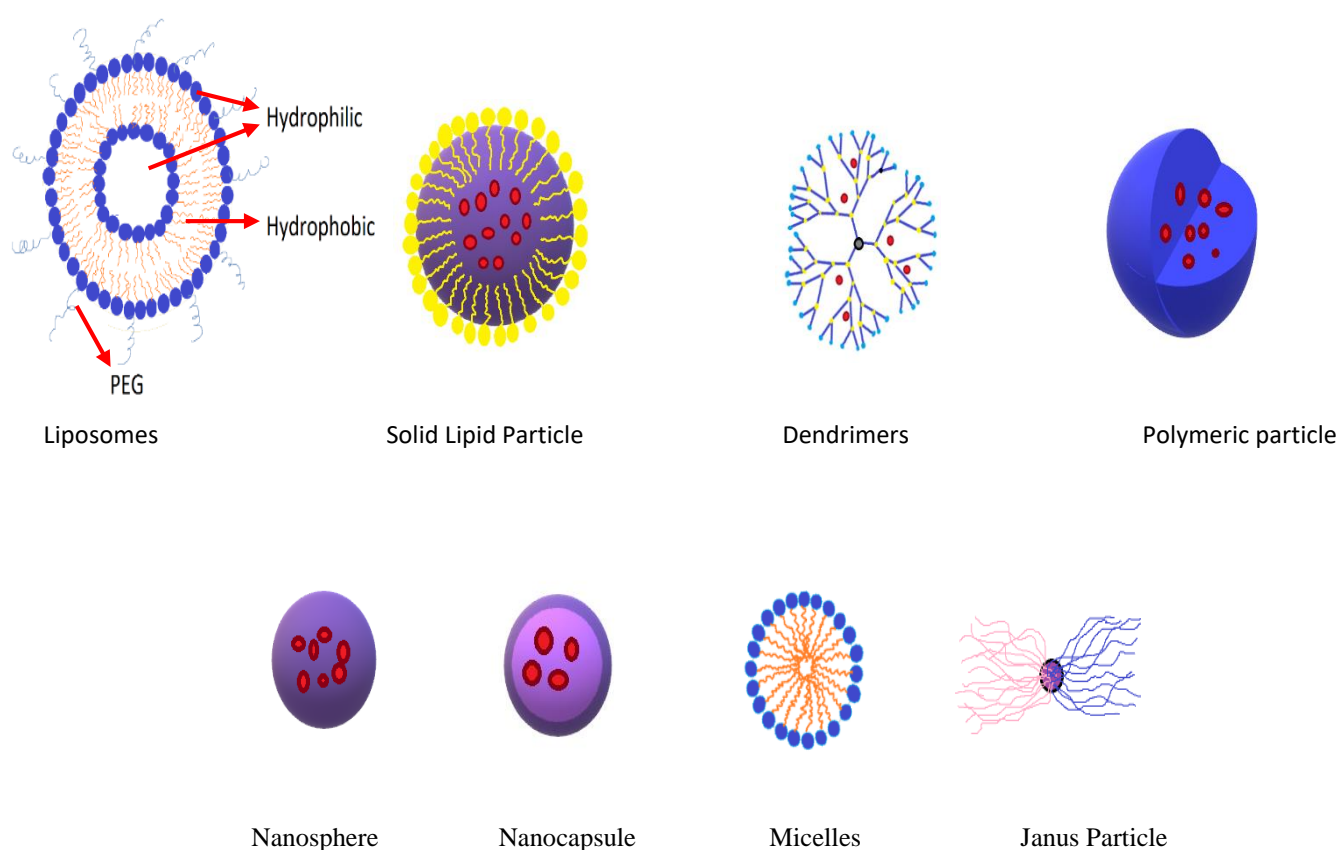 Hydrophilic
Hydrophobic
PEG
Liposomes
Solid Lipid Particle
Dendrimers
Polymeric particle
Nanosphere
Nanocapsule
Micelles
Janus Particle